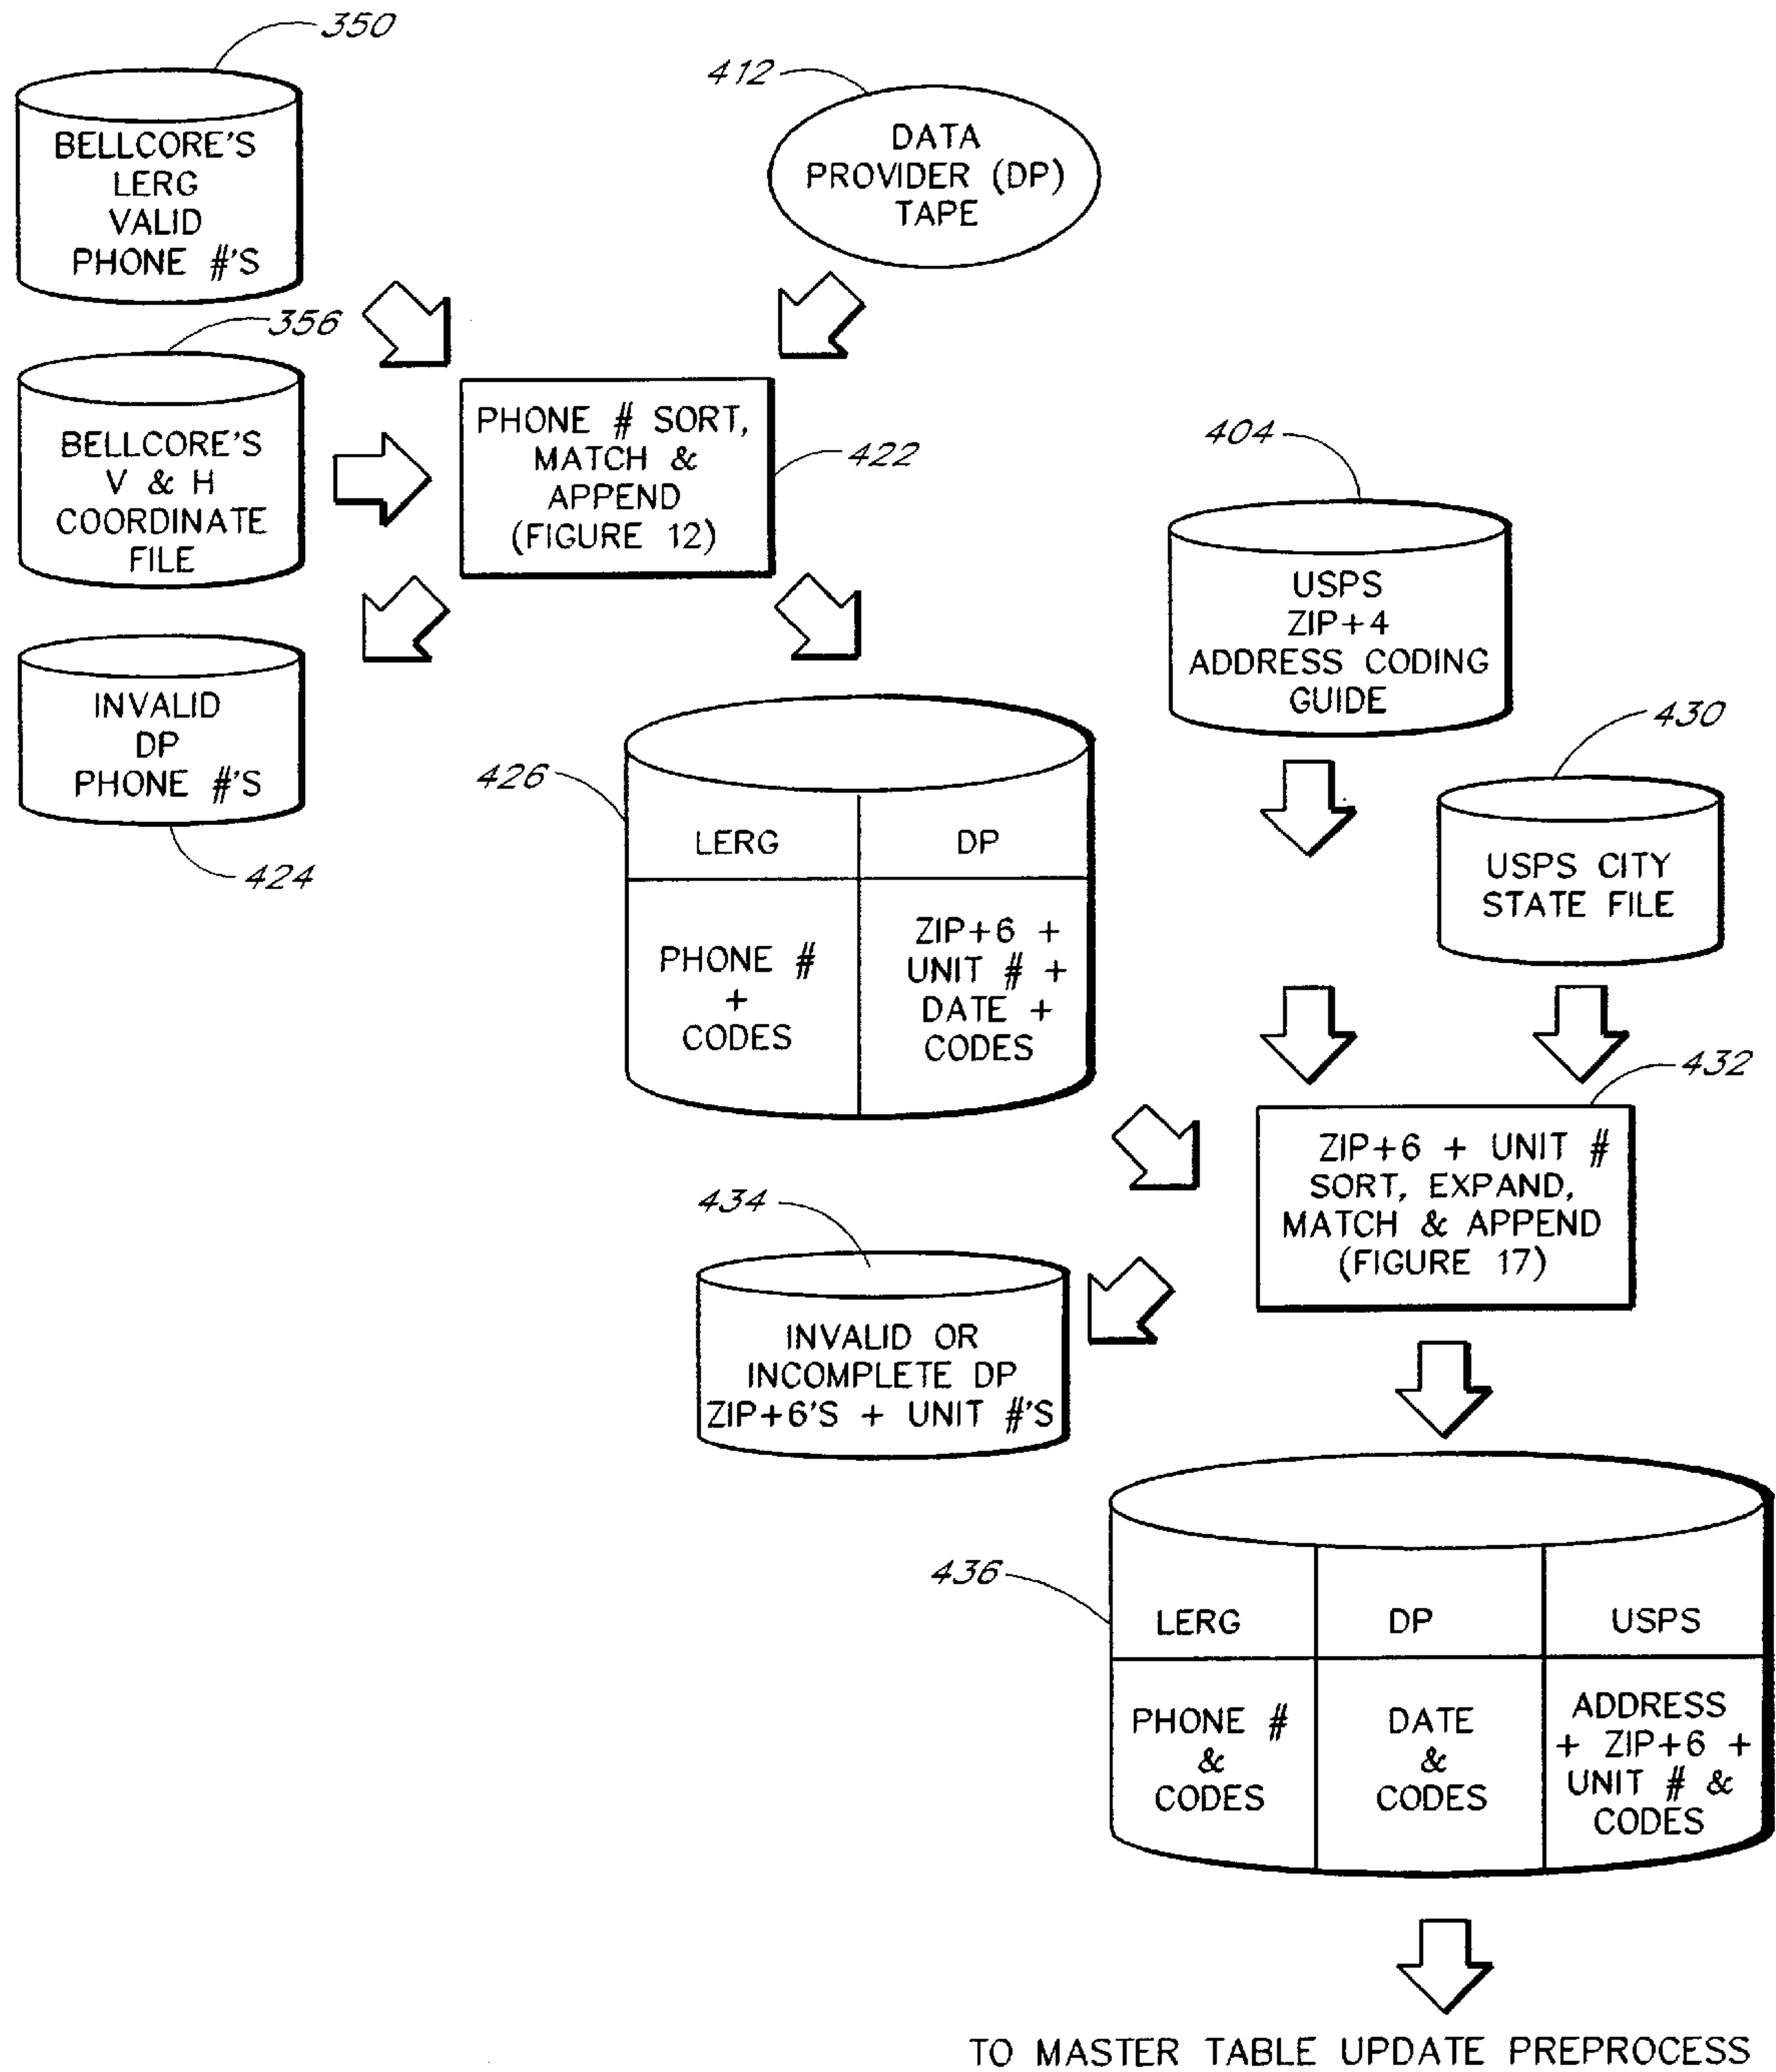 350
BELLCORE'S
LERG
VALID
PHONE #'S
412
DATA
PROVIDER (DP)
TAPE
356
BELLCORE'S
V & H
COORDINATE
FILE
PHONE # SORT,
MATCH &
APPEND
(FIGURE 12)
422
INVALID
DP
PHONE #'S
424
404
USPS
ZIP+4
ADDRESS CODING
GUIDE
430
USPS CITY
STATE FILE
426
LERG
DP
PHONE #
+
CODES
ZIP+6 +
UNIT # +
DATE +
CODES
432
ZIP+6 + UNIT #
SORT, EXPAND,
MATCH & APPEND
(FIGURE 17)
434
INVALID OR
INCOMPLETE DP
ZIP+6'S + UNIT #'S
436
LERG
DP
USPS
PHONE #
&
CODES
DATE
&
CODES
ADDRESS
+ ZIP+6 +
UNIT # &
CODES
TO MASTER TABLE UPDATE PREPROCESS